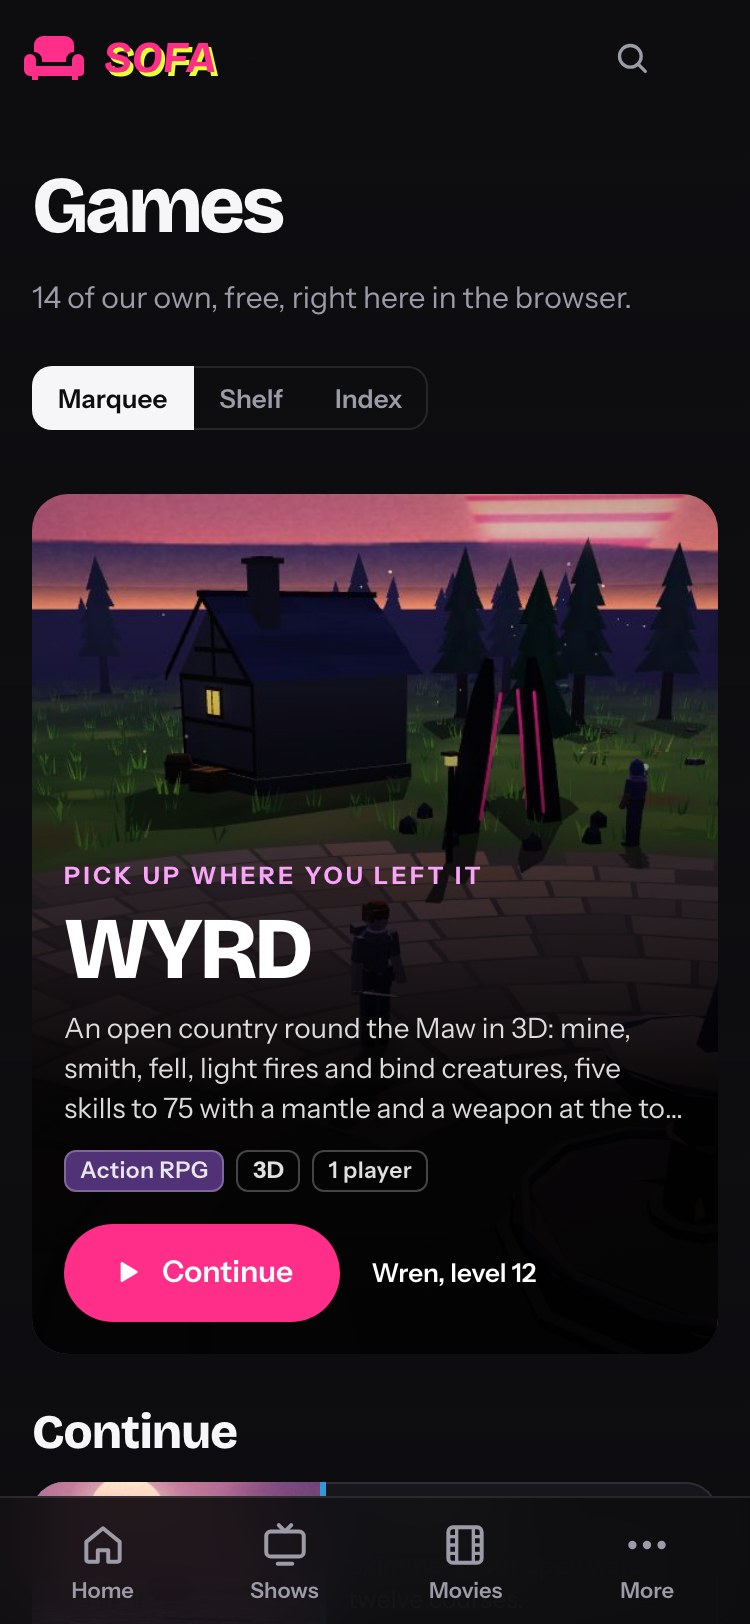 SOFA
Games
14 of our own, free, right here in the browser.
Marquee
Shelf
Index
PICK UP WHERE YOU LEFT IT
WYRD
An open country round the Maw in 3D: mine,
smith, fell, light fires and bind creatures, five
skills to 75 with a mantle and a weapon at the to...
Action RPG
3D
1 player
Continue
Wren, level 12
Continue
twelve courses.
Home
Shows
Movies
More